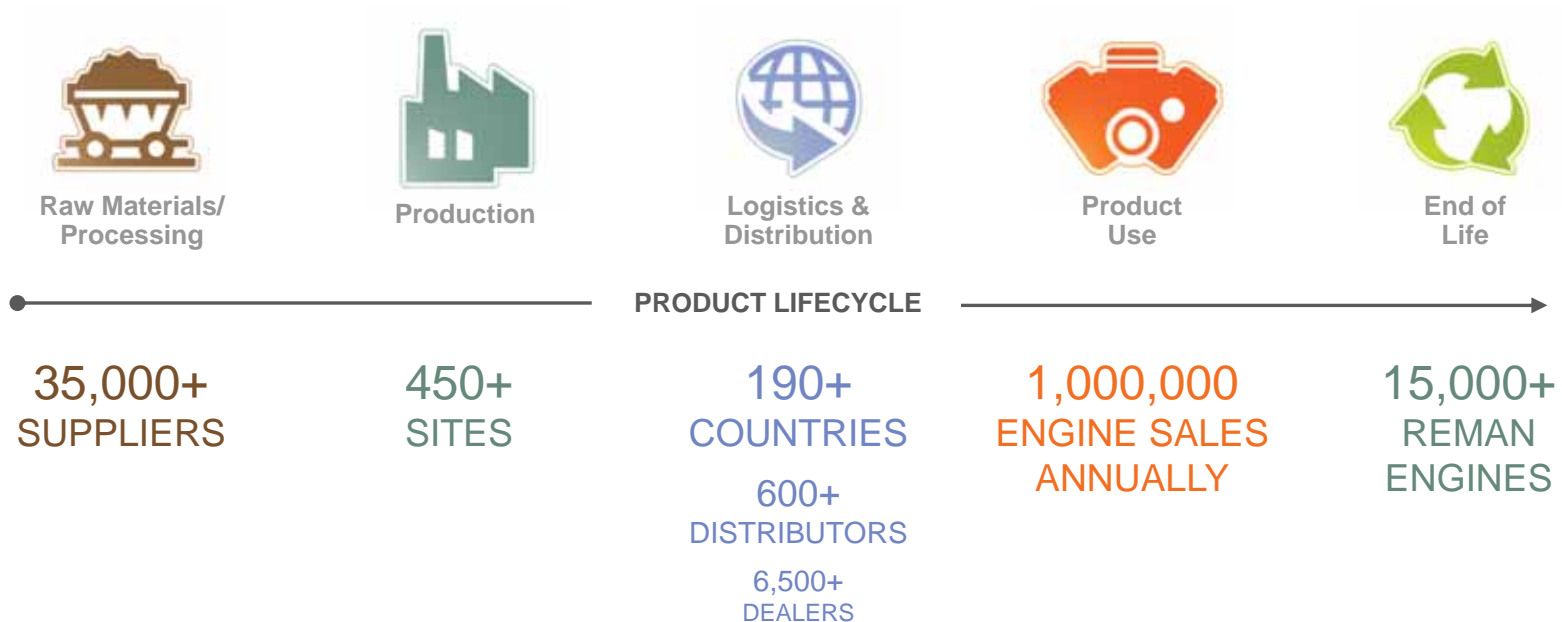 Raw Materials/
Processing
Production
Logistics &
Distribution
Product
Use
End of
Life
PRODUCT LIFECYCLE
35,000+
SUPPLIERS
450+
SITES
190+
COUNTRIES
600+
DISTRIBUTORS
6,500+
DEALERS
1,000,000
ENGINE SALES
ANNUALLY
15,000+
REMAN
ENGINES